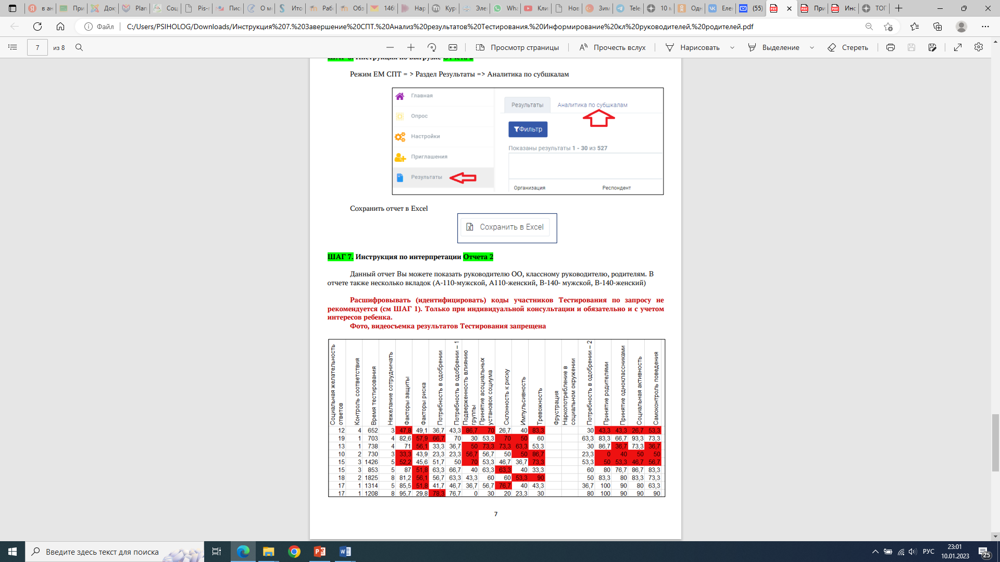 в ан
При
Док
Plan
Соц
Pis-г
Пис
О м
Ито
Рабо
Обз
1460
Нар
Курс
Эле
Wha
Кли
Нов
Зим
Tele
10 м
Одн
Елен
(55)
При
Инс
ТОГ
Файл
C:/Users/PSIHOLOG/Downloads/Инструкция%207.%20Завершение%20СПТ.%20Анализ%20результатов%20Тестирования.%20Информирование%20кл%20руководителей,%20родителей.pdf
7 из 8
Просмотр страницы
Прочесть вслух
Нарисовать
Выделение
Стереть
ШАГ 6. Инструкция по выгрузке Отчета 2
Режим ЕМ СПТ = > Раздел Результаты => Аналитика по субшкалам
Главная
Опрос
Настройки
Приглашения
Результаты
Результаты Аналитика по субшкалам
Фильтр
Показаны результаты 1 - 30 из 527
Организация Респондент
Сохранить отчет в Excel
Сохранить в Excel
ШАГ 7. Инструкция по интерпретации Отчета 2
Данный отчет Вы можете показать руководителю ОО, классному руководителю, родителям. В
отчете также несколько вкладок (А-110-мужской, А110-женский, В-140- мужской, В-140-женский)
Расшифровывать (идентифицировать) коды участников Тестирования по запросу не
рекомендуется (см ШАГ 1). Только при индивидуальной консультации и обязательно и с учетом
интересов ребенка.
Фото, видеосъемка результатов Тестирования запрещена
Социальная желательность
ответов
Контроль соответствия
Время тестирования
Нежелание сотрудничать
Факторы защиты
Факторы риска
Потребность в одобрении
Потребность в одобрении – 1
Подверженность влиянию
группы
Принятие асоциальных
установок социума
Склонность к риску
Импульсивность
Тревожность
Фрустрация
Наркопотребление в
социальном окружении
Потребность в одобрении – 2
Принятие родителями
Принятие одноклассниками
Социальная активность
Самоконтроль поведения
12 4 652 3 47,8 49,1 36,7 43,3 86,7 70 26,7 40 83,3 30 43,3 43,3 26,7 53,3
19 1 703 4 82,6 57,9 66,7 70 30 53,3 70 50 60 63,3 83,3 66,7 93,3 73,3
13 1 738 4 71 56,1 33,3 36,7 50 73,3 73,3 63,3 53,3 30 86,7 36,7 73,3 36,7
10 2 730 3 33,3 43,9 23,3 23,3 56,7 56,7 50 50 86,7 23,3 0 40 50 50
15 3 1426 5 52,2 45,6 51,7 50 70 53,3 46,7 36,7 73,3 53,3 50 53,3 46,7 56,7
15 3 853 5 87 51,8 63,3 66,7 40 63,3 63,3 40 33,3 60 80 76,7 86,7 83,3
18 2 1825 8 81,2 56,1 56,7 63,3 43,3 60 60 53,3 90 50 83,3 80 83,3 73,3
17 1 1314 5 85,5 51,8 41,7 46,7 36,7 56,7 76,7 40 43,3 36,7 100 90 80 63,3
17 1 1208 8 95,7 29,8 78,3 76,7 0 30 20 23,3 30 80 100 90 90 90
7
Введите здесь текст для поиска
РУС
23:01
10.01.2023
25